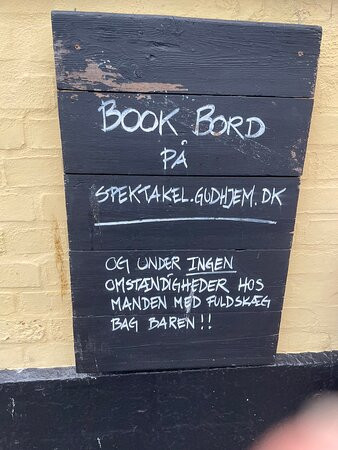 BOOK BORD
PÅ
SPEKTAKEL.GUDHJEM.DK
OG UNDER INGEN
OMSTÆNDIGHEDER HOS
MANDEN MED FULDSKÆG
BAG BAREN!!